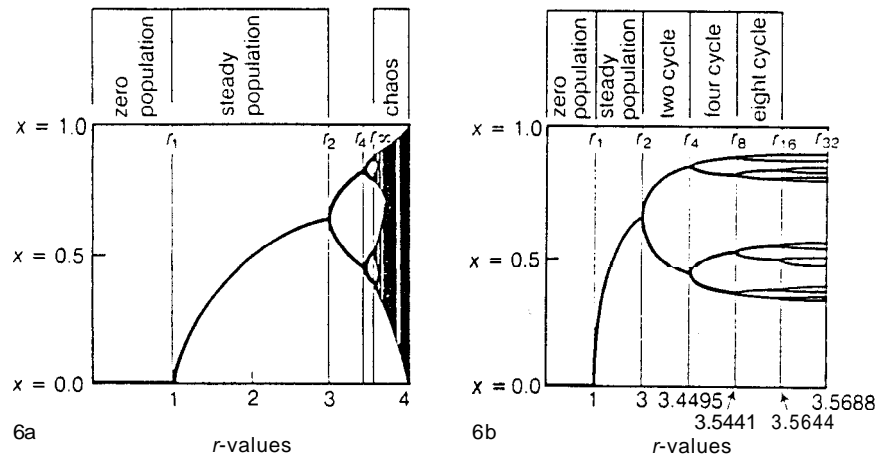 zero
population
steady
population
chaos
x = 1.0
r1
r2
r4
r∞
x = 0.5
x = 0.0
1
2
3
4
6a
r-values
zero
population
steady
population
two cycle
four cycle
eight cycle
x = 1.0
r1
r2
r4
r8
r16
r32
x = 0.5
x = 0.0
1
3
3.4495
3.5688
3.5441
3.5644
6b
r-values